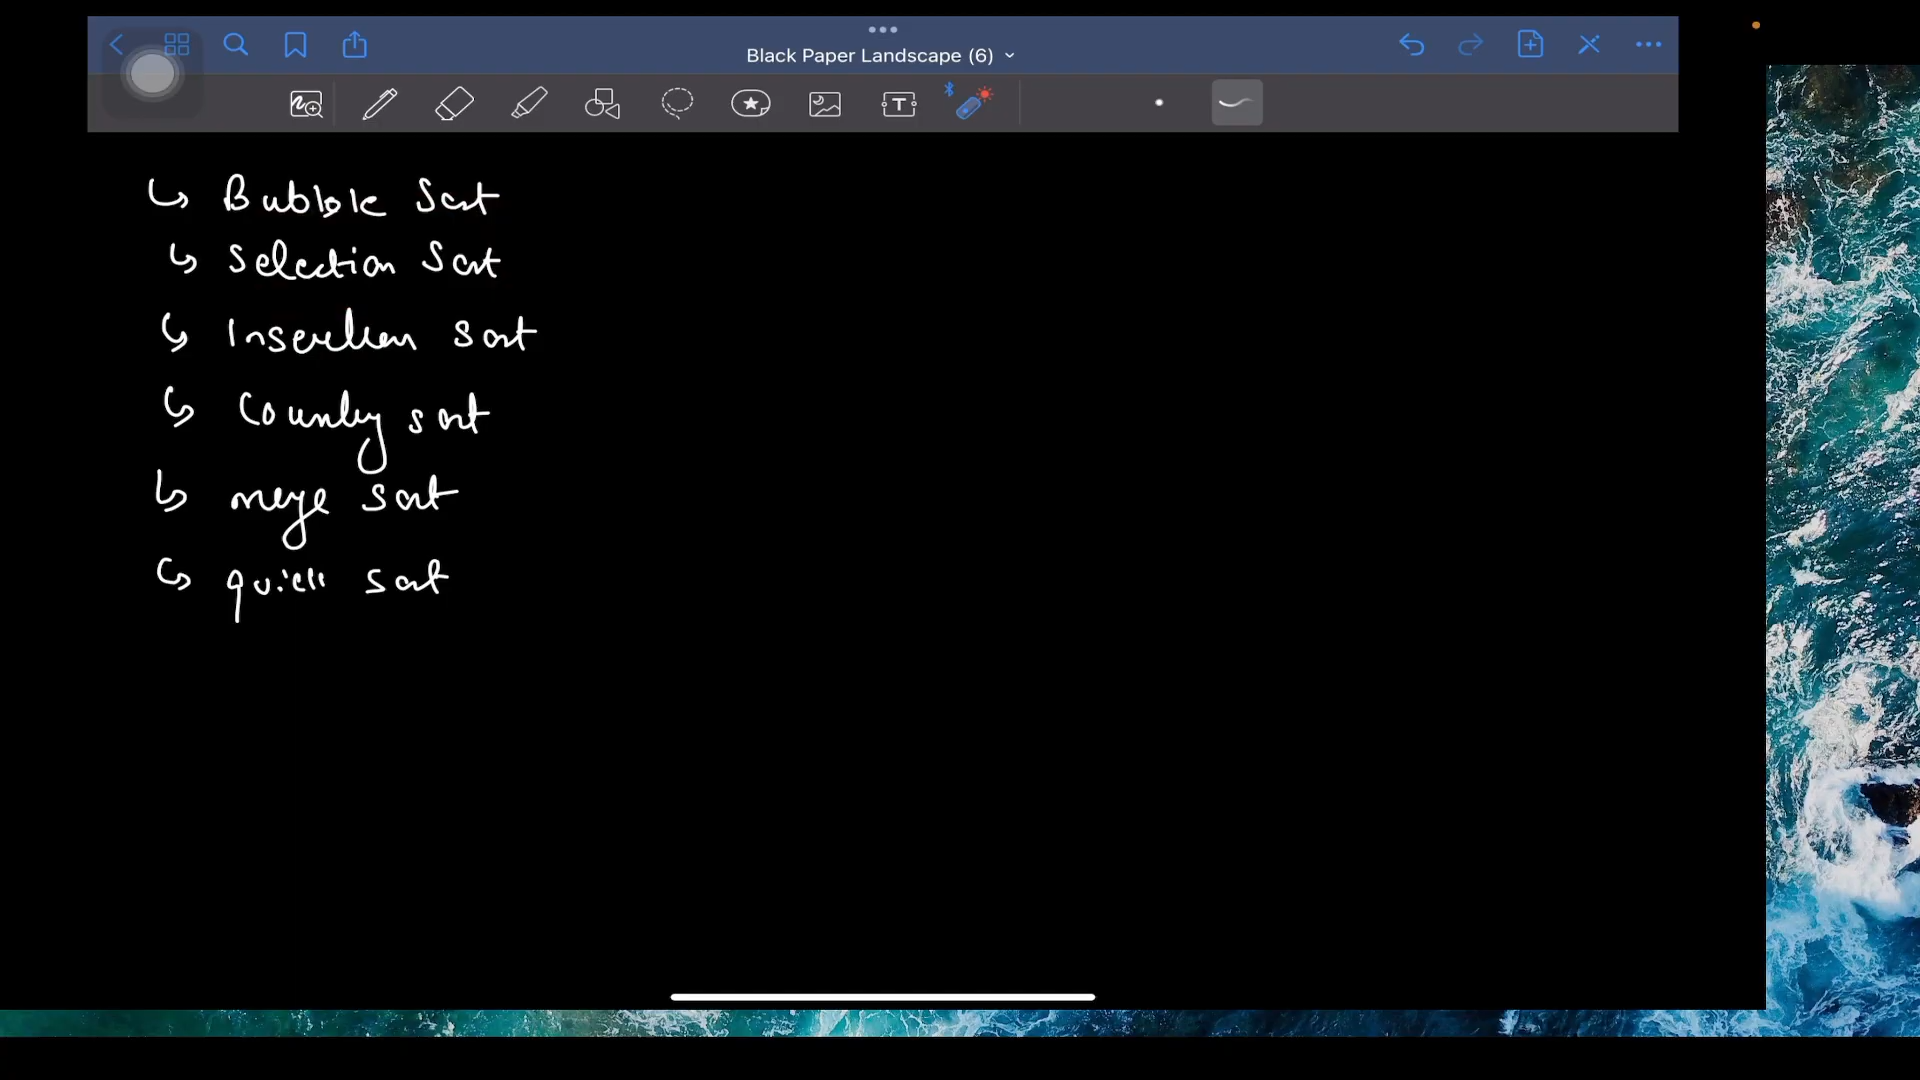 Black Paper Landscape (6)
T
↳ Bubble Sort
↳ Selection Sort
↳ Insertion sort
↳ Counting sort
↳ merge sort
↳ quick sort